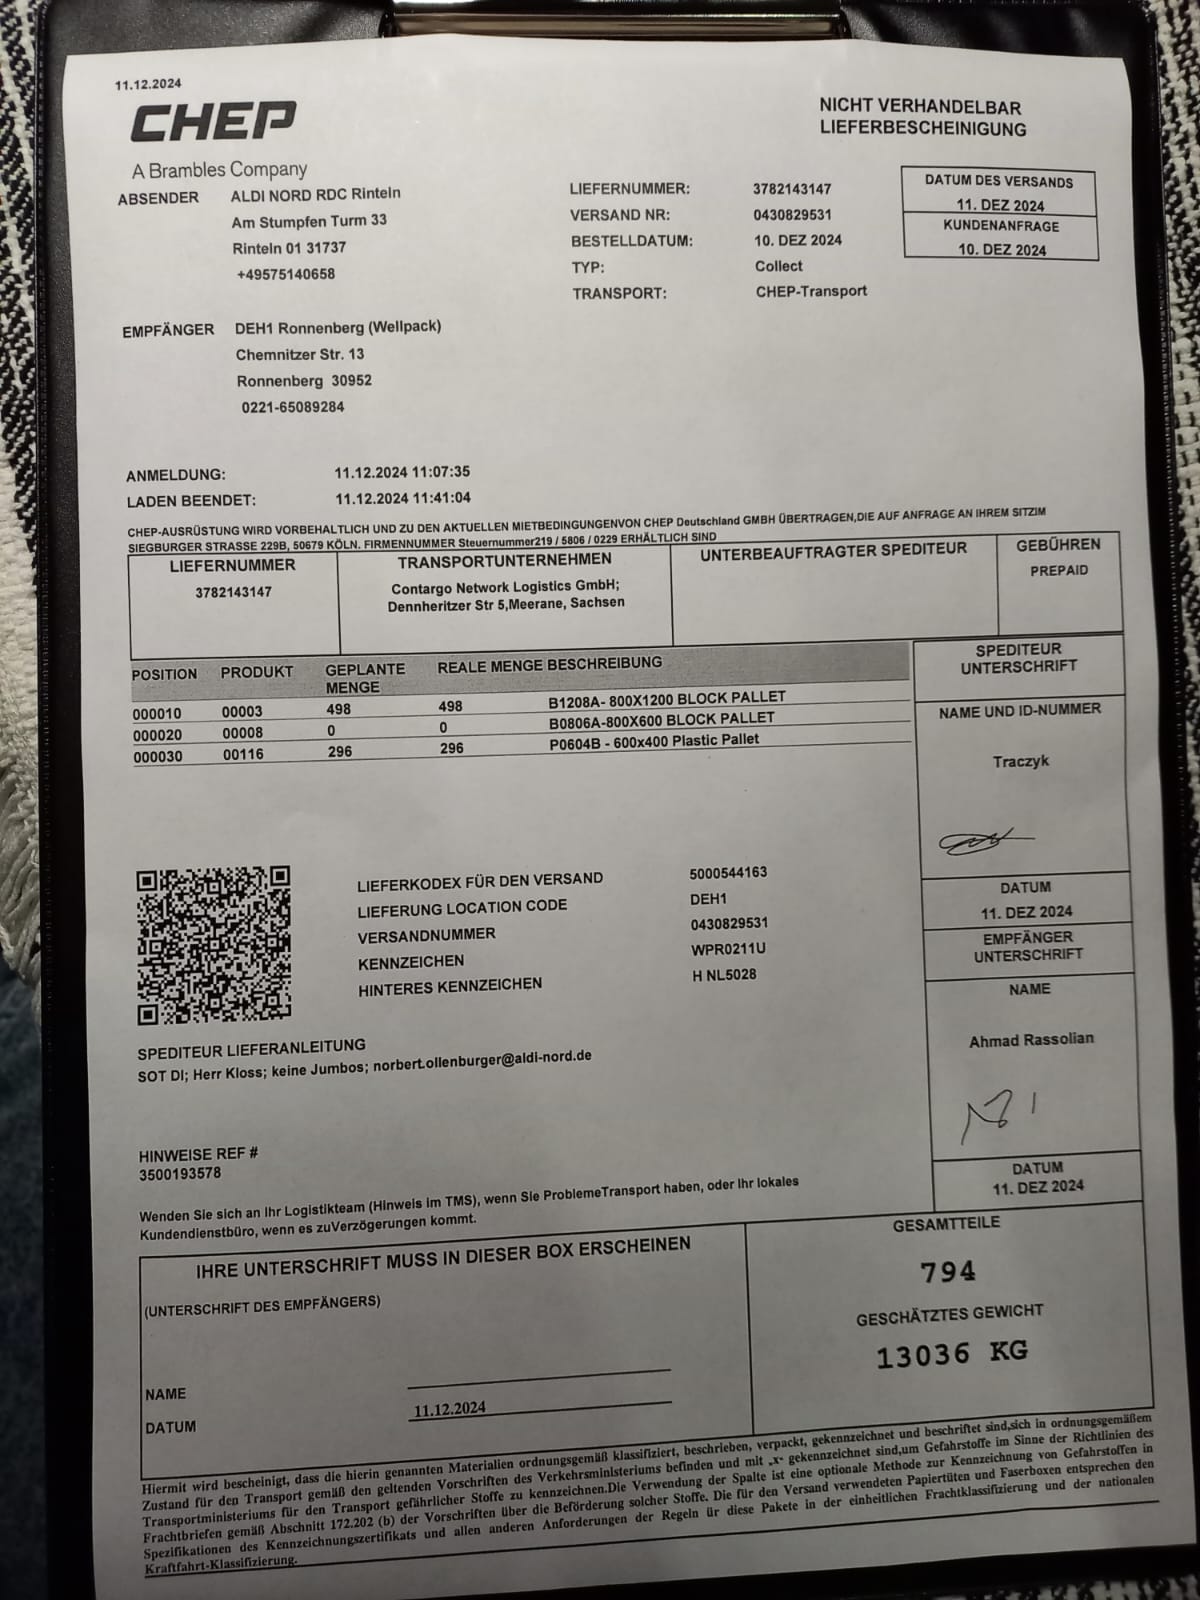 11.12.2024
CHEP
A Brambles Company
NICHT VERHANDELBAR
LIEFERBESCHEINIGUNG
ABSENDER ALDI NORD RDC Rinteln
Am Stumpfen Turm 33
Rinteln 01 31737
+49575140658
LIEFERNUMMER: 3782143147
VERSAND NR: 0430829531
BESTELLDATUM: 10. DEZ 2024
TYP: Collect
TRANSPORT: CHEP-Transport
DATUM DES VERSANDS
11. DEZ 2024
KUNDENANFRAGE
10. DEZ 2024
EMPFÄNGER DEH1 Ronnenberg (Wellpack)
Chemnitzer Str. 13
Ronnenberg 30952
0221-65089284
ANMELDUNG: 11.12.2024 11:07:35
LADEN BEENDET: 11.12.2024 11:41:04
CHEP-AUSRÜSTUNG WIRD VORBEHALTLICH UND ZU DEN AKTUELLEN MIETBEDINGUNGENVON CHEP Deutschland GMBH ÜBERTRAGEN,DIE AUF ANFRAGE AN IHREM SITZIM
SIEGBURGER STRASSE 229B, 50679 KÖLN. FIRMENNUMMER Steuernummer219 / 5806 / 0229 ERHÄLTLICH SIND
LIEFERNUMMER
3782143147
TRANSPORTUNTERNEHMEN
Contargo Network Logistics GmbH;
Dennheritzer Str 5,Meerane, Sachsen
UNTERBEAUFTRAGTER SPEDITEUR
GEBÜHREN
PREPAID
POSITION PRODUKT GEPLANTE MENGE REALE MENGE BESCHREIBUNG
000010 00003 498 498 B1208A- 800X1200 BLOCK PALLET
000020 00008 0 0 B0806A-800X600 BLOCK PALLET
000030 00116 296 296 P0604B - 600x400 Plastic Pallet
SPEDITEUR
UNTERSCHRIFT
NAME UND ID-NUMMER
Traczyk
DATUM
11. DEZ 2024
EMPFÄNGER
UNTERSCHRIFT
NAME
Ahmad Rassolian
DATUM
11. DEZ 2024
LIEFERKODEX FÜR DEN VERSAND 5000544163
LIEFERUNG LOCATION CODE DEH1
VERSANDNUMMER 0430829531
KENNZEICHEN WPR0211U
HINTERES KENNZEICHEN H NL5028
SPEDITEUR LIEFERANLEITUNG
SOT DI; Herr Kloss; keine Jumbos; norbert.ollenburger@aldi-nord.de
HINWEISE REF #
3500193578
Wenden Sie sich an Ihr Logistikteam (Hinweis im TMS), wenn Sie ProblemeTransport haben, oder Ihr lokales
Kundendienstbüro, wenn es zuVerzögerungen kommt.
IHRE UNTERSCHRIFT MUSS IN DIESER BOX ERSCHEINEN
(UNTERSCHRIFT DES EMPFÄNGERS)
NAME
DATUM 11.12.2024
GESAMTTEILE
794
GESCHÄTZTES GEWICHT
13036 KG
Hiermit wird bescheinigt, dass die hierin genannten Materialien ordnungsgemäß klassifiziert, beschrieben, verpackt, gekennzeichnet und beschriftet sind,sich in ordnungsgemäßem
Zustand für den Transport gemäß den geltenden Vorschriften des Verkehrsministeriums befinden und mit „x“ gekennzeichnet sind,um Gefahrstoffe im Sinne der Richtlinien des
Transportministeriums für den Transport gefährlicher Stoffe zu kennzeichnen.Die Verwendung der Spalte ist eine optionale Methode zur Kennzeichnung von Gefahrstoffen in
Frachtbriefen gemäß Abschnitt 172.202 (b) der Vorschriften über die Beförderung solcher Stoffe. Die für den Versand verwendeten Papiertüten und Faserboxen entsprechen den
Spezifikationen des Kennzeichnungszertifikats und allen anderen Anforderungen der Regeln ür diese Pakete in der einheitlichen Frachtklassifizierung und der nationalen
Kraftfahrt-Klassifizierung.